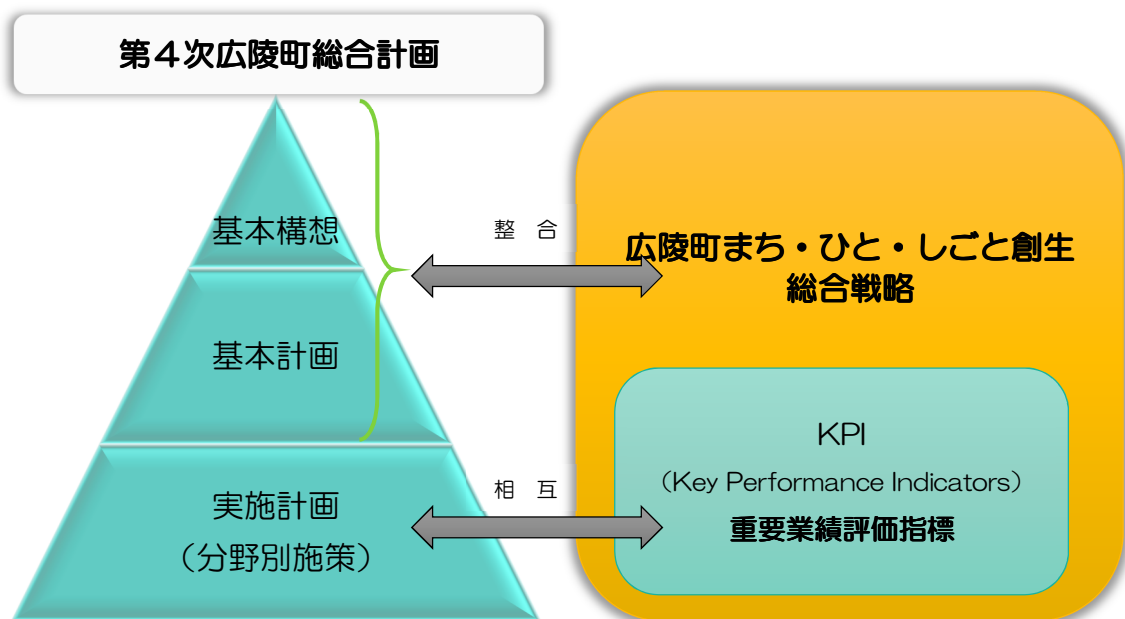 第４次広陵町総合計画
基本構想
基本計画
実施計画
（分野別施策）
整　合
相　互
広陵町まち・ひと・しごと創生
総合戦略
KPI
（Key Performance Indicators）
重要業績評価指標